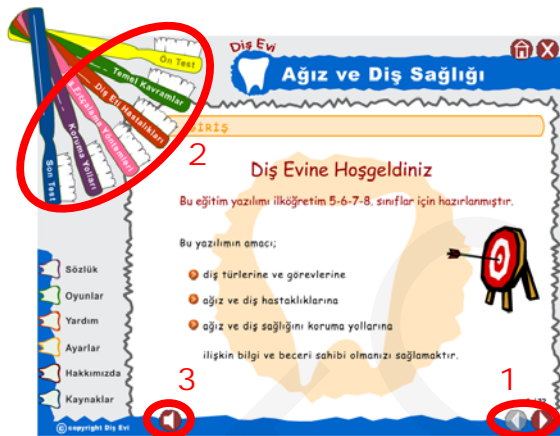 Diş Evi
Ağız ve Diş Sağlığı
Ön Test
Temel Kavramlar
Diş Eti Hastalıkları
Fırçalama Yöntemleri
Koruma Yolları
Son Test
2
GİRİŞ
Diş Evine Hoşgeldiniz
Bu eğitim yazılımı ilköğretim 5-6-7-8. sınıflar için hazırlanmıştır.
Bu yazılımın amacı;
diş türlerine ve görevlerine
ağız ve diş hastaklıklarına
ağız ve diş sağlığını koruma yollarına
ilişkin bilgi ve beceri sahibi olmanızı sağlamaktır.
Sözlük
Oyunlar
Yardım
Ayarlar
Hakkımızda
Kaynaklar
3
1
© copyright Diş Evi